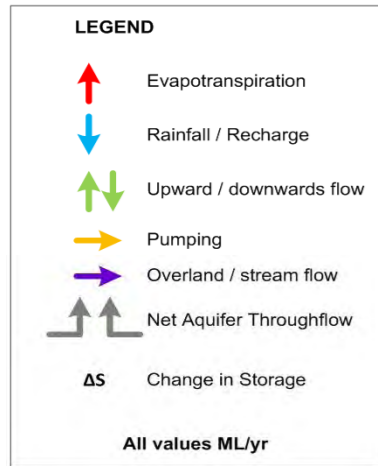 LEGEND
Evapotranspiration
Rainfall / Recharge
Upward / downwards flow
Pumping
Overland / stream flow
Net Aquifer Throughflow
ΔS Change in Storage
All values ML/yr